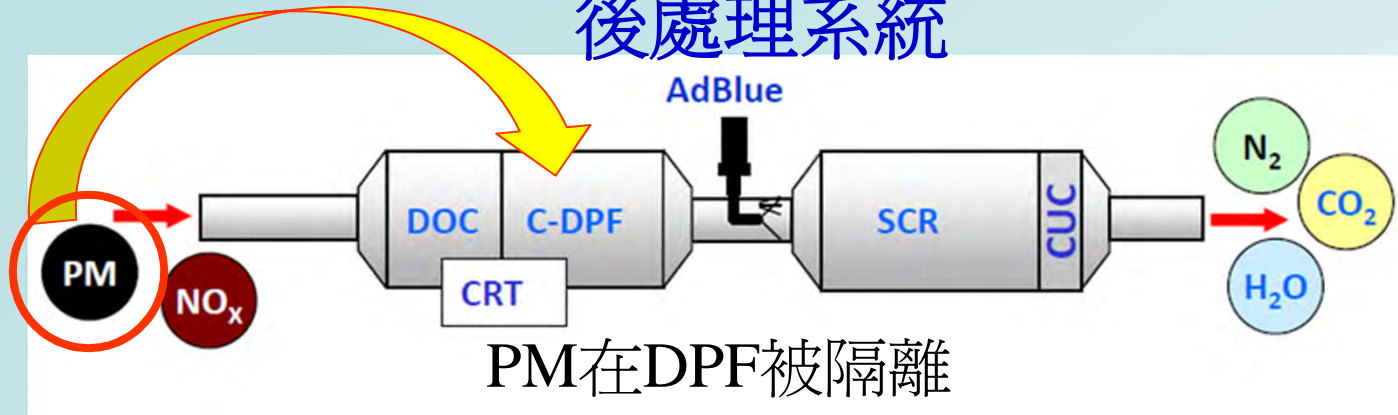 後處理系統
AdBlue
DOC
C-DPF
CRT
SCR
CUC
PM
NOX
N2
CO2
H2O
PM在DPF被隔離